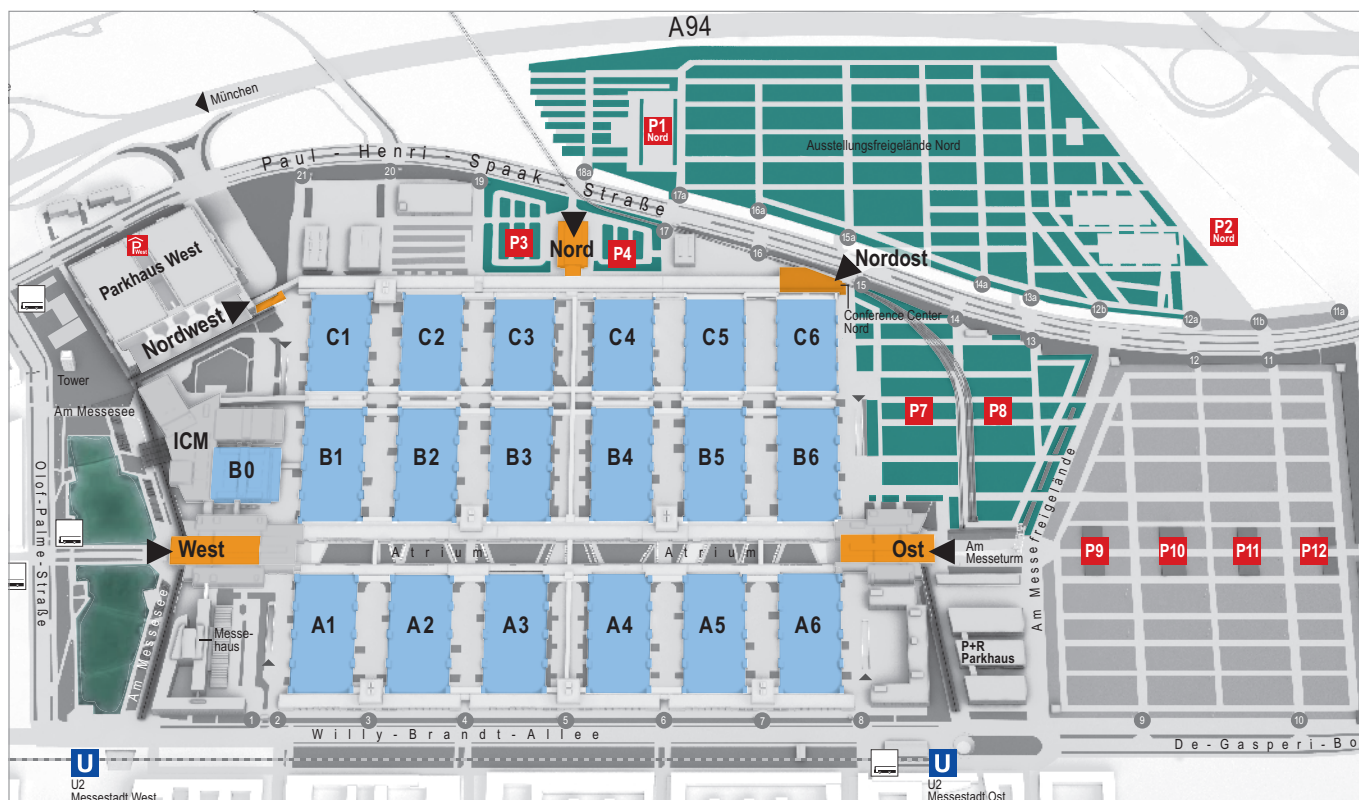 A94
München
Paul-Henri-Spaak-Straße
P1
Nord
Ausstellungsfreigelände Nord
P2
Nord
21
20
19
18a
17a
16a
15a
14a
13a
12b
12a
11b
11a
17
16
15
14
13
12
11
P
West
Parkhaus West
P3
Nord
P4
Nordost
Conference Center
Nord
Nordwest
Tower
Am Messesee
ICM
C1
C2
C3
C4
C5
C6
P7
P8
B0
B1
B2
B3
B4
B5
B6
Olof-Palme-Straße
West
Atrium
Atrium
Ost
Am
Messeturm
Am Messefreigelände
P9
P10
P11
P12
Am Messesee
Messe-
haus
A1
A2
A3
A4
A5
A6
P+R
Parkhaus
1
2
3
4
5
6
7
8
9
10
Willy-Brandt-Allee
De-Gasperi-Bo
U
U2
Messestadt West
U
U2
Messestadt Ost